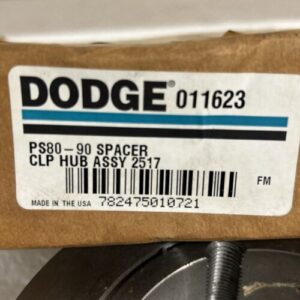 DODGE® 011623
PS80-90 SPACER
CLP HUB ASSY 2517
FM
MADE IN THE USA 782475010721